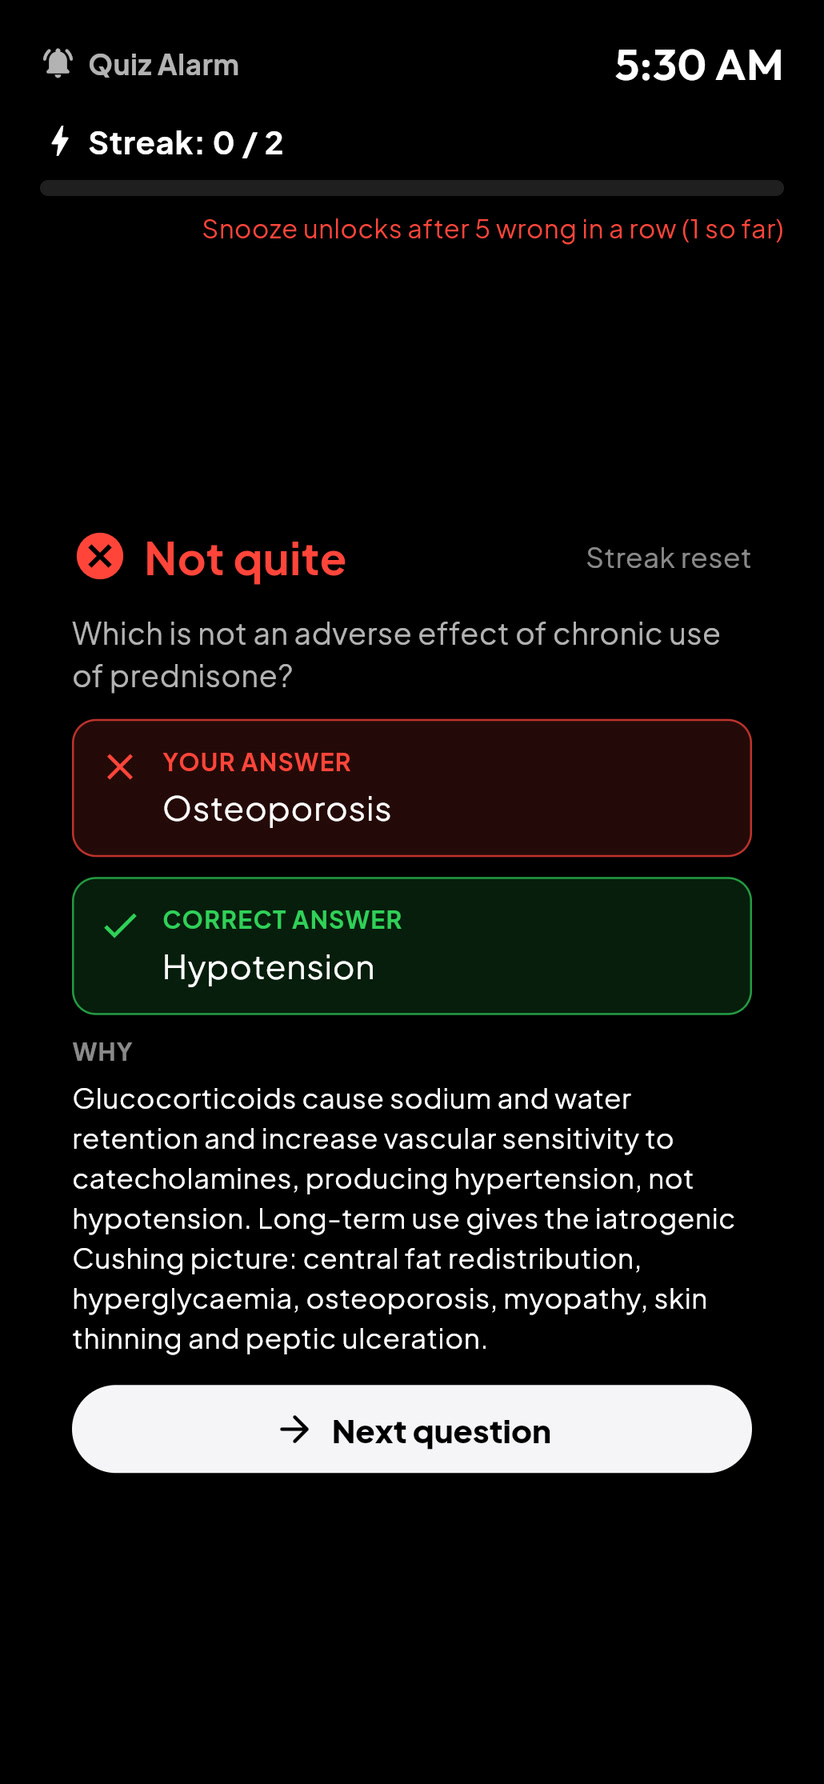 Quiz Alarm
5:30 AM
Streak: 0 / 2
Snooze unlocks after 5 wrong in a row (1 so far)
Not quite
Streak reset
Which is not an adverse effect of chronic use
of prednisone?
YOUR ANSWER
Osteoporosis
CORRECT ANSWER
Hypotension
WHY
Glucocorticoids cause sodium and water
retention and increase vascular sensitivity to
catecholamines, producing hypertension, not
hypotension. Long-term use gives the iatrogenic
Cushing picture: central fat redistribution,
hyperglycaemia, osteoporosis, myopathy, skin
thinning and peptic ulceration.
Next question